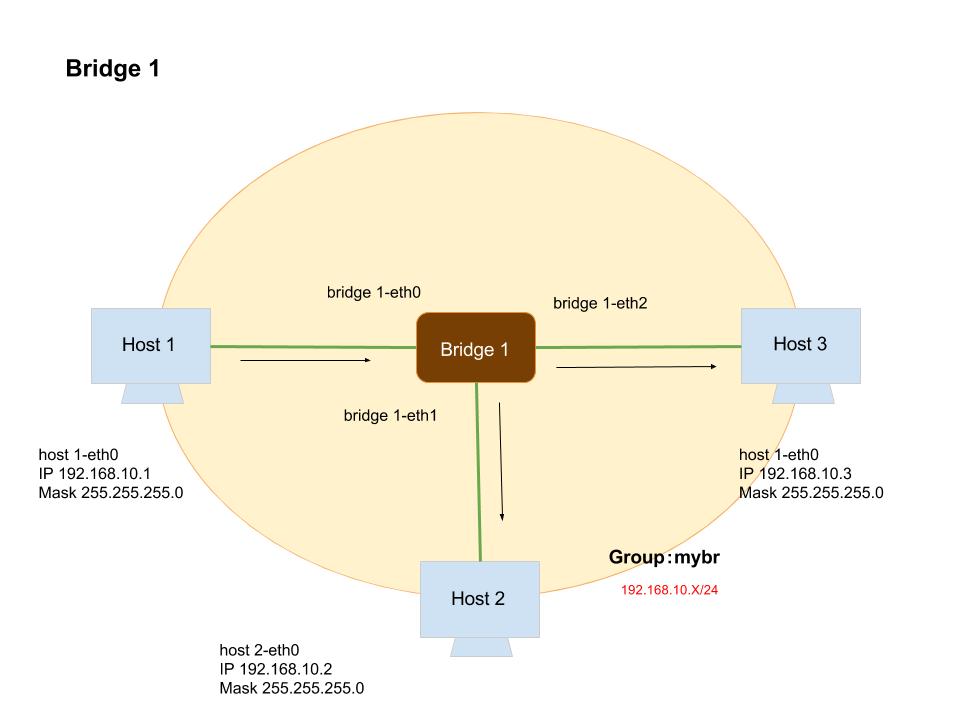 Bridge 1
bridge 1-eth0
bridge 1-eth2
Host 1
Bridge 1
Host 3
bridge 1-eth1
host 1-eth0
IP 192.168.10.1
Mask 255.255.255.0
host 1-eth0
IP 192.168.10.3
Mask 255.255.255.0
Group:mybr
192.168.10.X/24
Host 2
host 2-eth0
IP 192.168.10.2
Mask 255.255.255.0